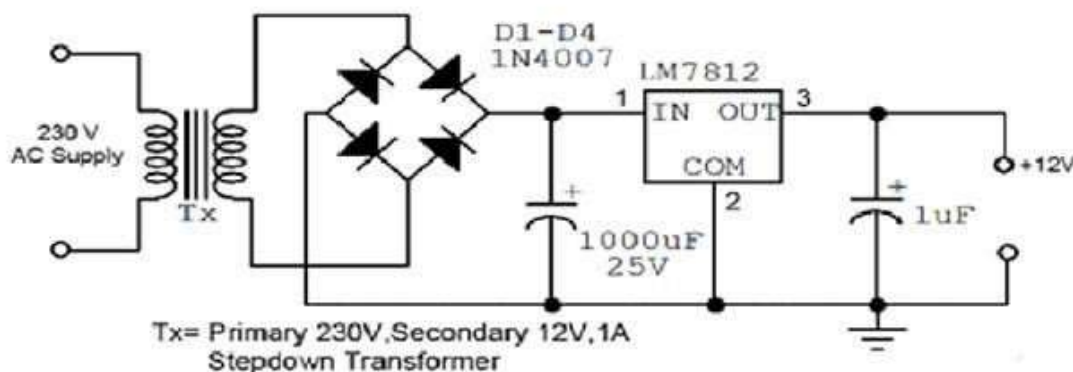 D1-D4
1N4007
LM7812
1
IN OUT
3
230 V
AC Supply
COM
+12V
2
Tx
+
1000uF
25V
+
1uF
Tx= Primary 230V,Secondary 12V,1A
Stepdown Transformer